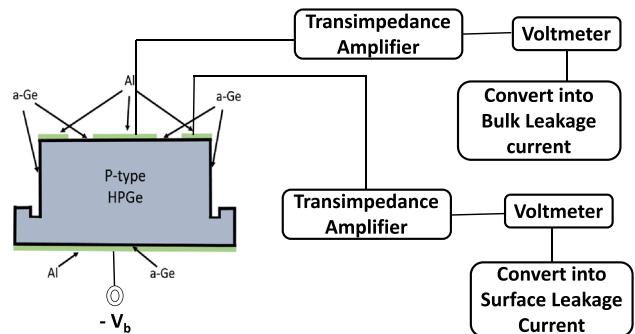 Transimpedance
Amplifier
Voltmeter
Convert into
Bulk Leakage
current
Al
a-Ge
a-Ge
P-type
HPGe
Transimpedance
Amplifier
Voltmeter
Convert into
Surface Leakage
Current
Al
a-Ge
- Vb